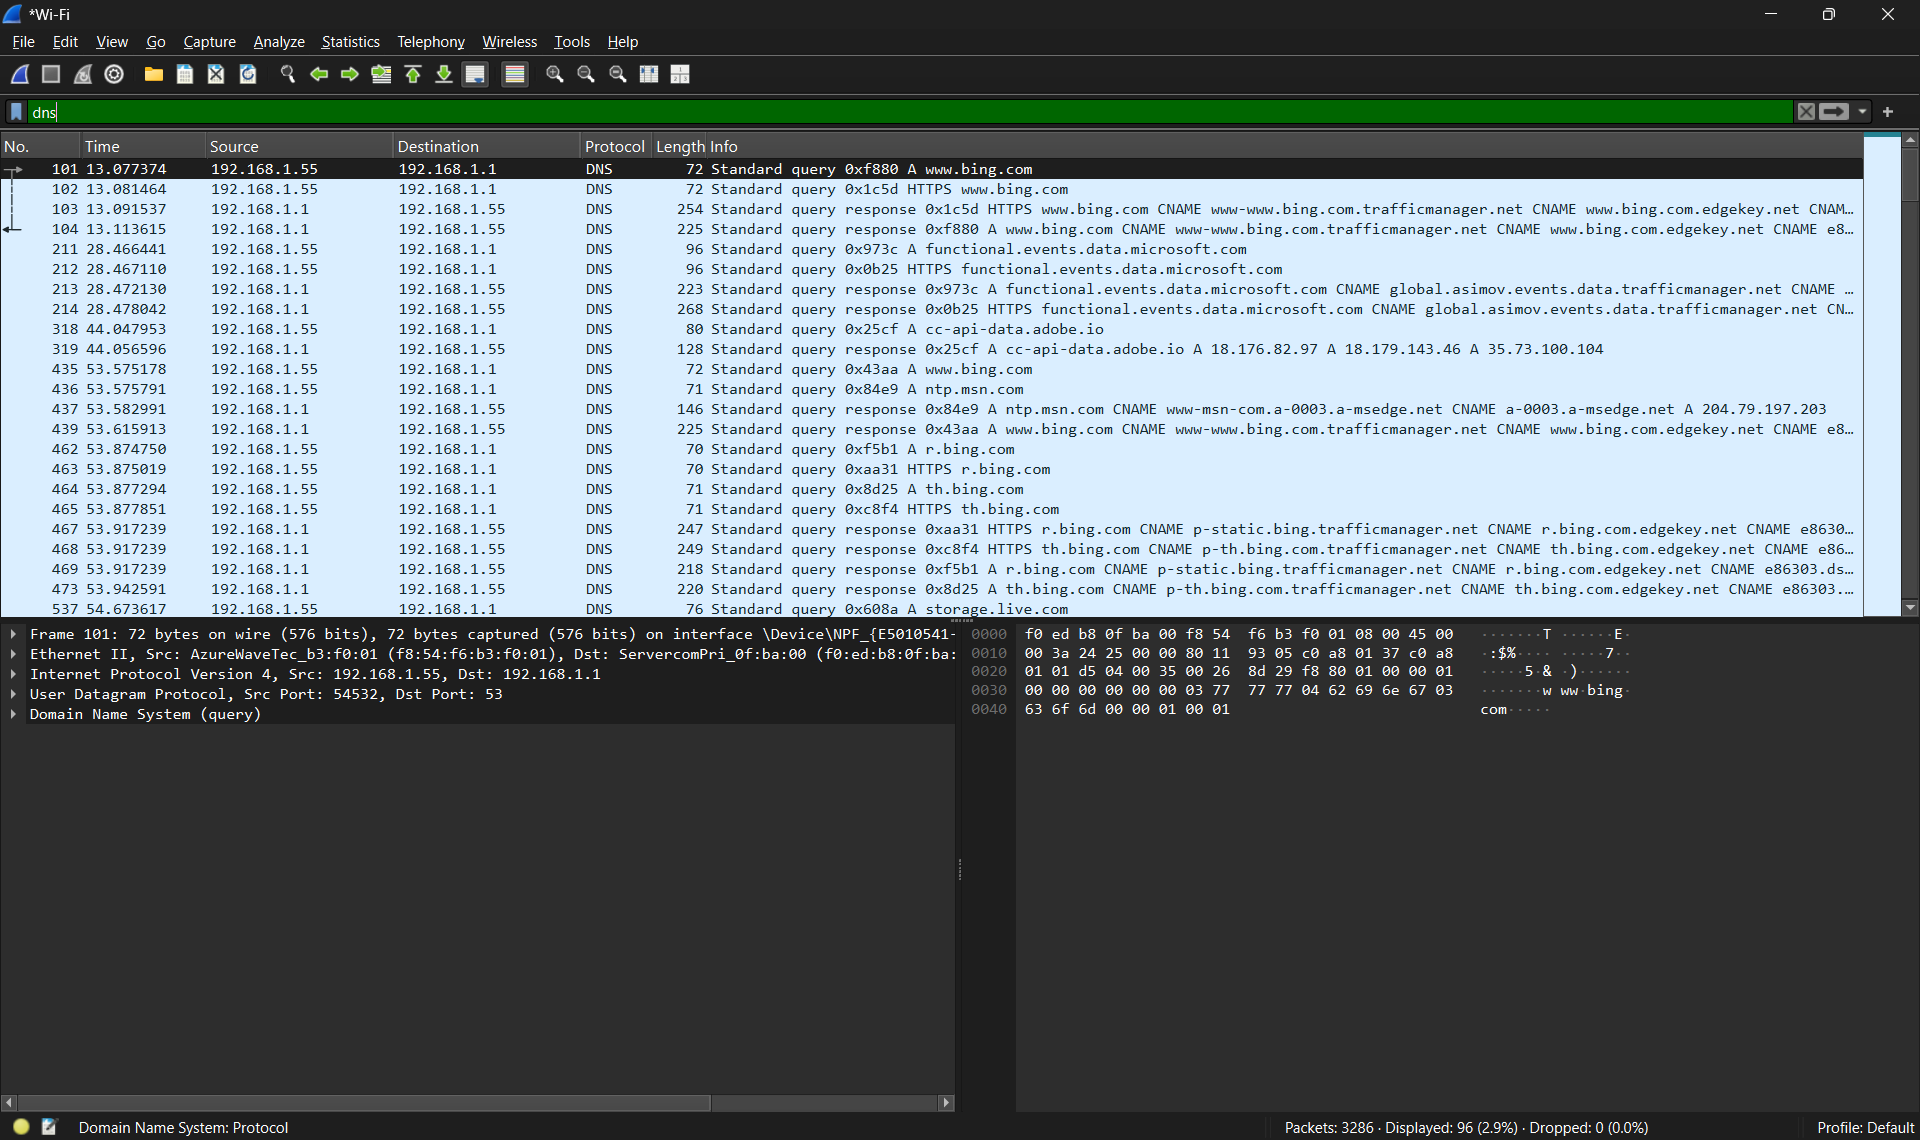 *Wi-Fi
File Edit View Go Capture Analyze Statistics Telephony Wireless Tools Help
dns
No. Time Source Destination Protocol Length Info
101 13.077374 192.168.1.55 192.168.1.1 DNS 72 Standard query 0xf880 A www.bing.com
102 13.081464 192.168.1.55 192.168.1.1 DNS 72 Standard query 0x1c5d HTTPS www.bing.com
103 13.091537 192.168.1.1 192.168.1.55 DNS 254 Standard query response 0x1c5d HTTPS www.bing.com CNAME www-www.bing.com.trafficmanager.net CNAME www.bing.com.edgekey.net CNAM…
104 13.113615 192.168.1.1 192.168.1.55 DNS 225 Standard query response 0xf880 A www.bing.com CNAME www-www.bing.com.trafficmanager.net CNAME www.bing.com.edgekey.net CNAME e8…
211 28.466441 192.168.1.55 192.168.1.1 DNS 96 Standard query 0x973c A functional.events.data.microsoft.com
212 28.467110 192.168.1.55 192.168.1.1 DNS 96 Standard query 0x0b25 HTTPS functional.events.data.microsoft.com
213 28.472130 192.168.1.1 192.168.1.55 DNS 223 Standard query response 0x973c A functional.events.data.microsoft.com CNAME global.asimov.events.data.trafficmanager.net CNAME …
214 28.478042 192.168.1.1 192.168.1.55 DNS 268 Standard query response 0x0b25 HTTPS functional.events.data.microsoft.com CNAME global.asimov.events.data.trafficmanager.net CN…
318 44.047953 192.168.1.55 192.168.1.1 DNS 80 Standard query 0x25cf A cc-api-data.adobe.io
319 44.056596 192.168.1.1 192.168.1.55 DNS 128 Standard query response 0x25cf A cc-api-data.adobe.io A 18.176.82.97 A 18.179.143.46 A 35.73.100.104
435 53.575178 192.168.1.55 192.168.1.1 DNS 72 Standard query 0x43aa A www.bing.com
436 53.575791 192.168.1.55 192.168.1.1 DNS 71 Standard query 0x84e9 A ntp.msn.com
437 53.582991 192.168.1.1 192.168.1.55 DNS 146 Standard query response 0x84e9 A ntp.msn.com CNAME www-msn-com.a-0003.a-msedge.net CNAME a-0003.a-msedge.net A 204.79.197.203
439 53.615913 192.168.1.1 192.168.1.55 DNS 225 Standard query response 0x43aa A www.bing.com CNAME www-www.bing.com.trafficmanager.net CNAME www.bing.com.edgekey.net CNAME e8…
462 53.874750 192.168.1.55 192.168.1.1 DNS 70 Standard query 0xf5b1 A r.bing.com
463 53.875019 192.168.1.55 192.168.1.1 DNS 70 Standard query 0xaa31 HTTPS r.bing.com
464 53.877294 192.168.1.55 192.168.1.1 DNS 71 Standard query 0x8d25 A th.bing.com
465 53.877851 192.168.1.55 192.168.1.1 DNS 71 Standard query 0xc8f4 HTTPS th.bing.com
467 53.917239 192.168.1.1 192.168.1.55 DNS 247 Standard query response 0xaa31 HTTPS r.bing.com CNAME p-static.bing.trafficmanager.net CNAME r.bing.com.edgekey.net CNAME e8630…
468 53.917239 192.168.1.1 192.168.1.55 DNS 249 Standard query response 0xc8f4 HTTPS th.bing.com CNAME p-th.bing.com.trafficmanager.net CNAME th.bing.com.edgekey.net CNAME e86…
469 53.917239 192.168.1.1 192.168.1.55 DNS 218 Standard query response 0xf5b1 A r.bing.com CNAME p-static.bing.trafficmanager.net CNAME r.bing.com.edgekey.net CNAME e86303.ds…
473 53.942591 192.168.1.1 192.168.1.55 DNS 220 Standard query response 0x8d25 A th.bing.com CNAME p-th.bing.com.trafficmanager.net CNAME th.bing.com.edgekey.net CNAME e86303.…
537 54.673617 192.168.1.55 192.168.1.1 DNS 76 Standard query 0x608a A storage.live.com
Frame 101: 72 bytes on wire (576 bits), 72 bytes captured (576 bits) on interface \Device\NPF_{E5010541-
Ethernet II, Src: AzureWaveTec_b3:f0:01 (f8:54:f6:b3:f0:01), Dst: ServercomPri_0f:ba:00 (f0:ed:b8:0f:ba:
Internet Protocol Version 4, Src: 192.168.1.55, Dst: 192.168.1.1
User Datagram Protocol, Src Port: 54532, Dst Port: 53
Domain Name System (query)
0000 f0 ed b8 0f ba 00 f8 54 f6 b3 f0 01 08 00 45 00 ·······T ······E·
0010 00 3a 24 25 00 00 80 11 93 05 c0 a8 01 37 c0 a8 ·:$%···· ·····7··
0020 01 01 d5 04 00 35 00 26 8d 29 f8 80 01 00 00 01 ·····5·& ·)······
0030 00 00 00 00 00 00 03 77 77 77 04 62 69 6e 67 03 ·······w ww·bing·
0040 63 6f 6d 00 00 01 00 01 com·····
Domain Name System: Protocol
Packets: 3286 · Displayed: 96 (2.9%) · Dropped: 0 (0.0%)
Profile: Default